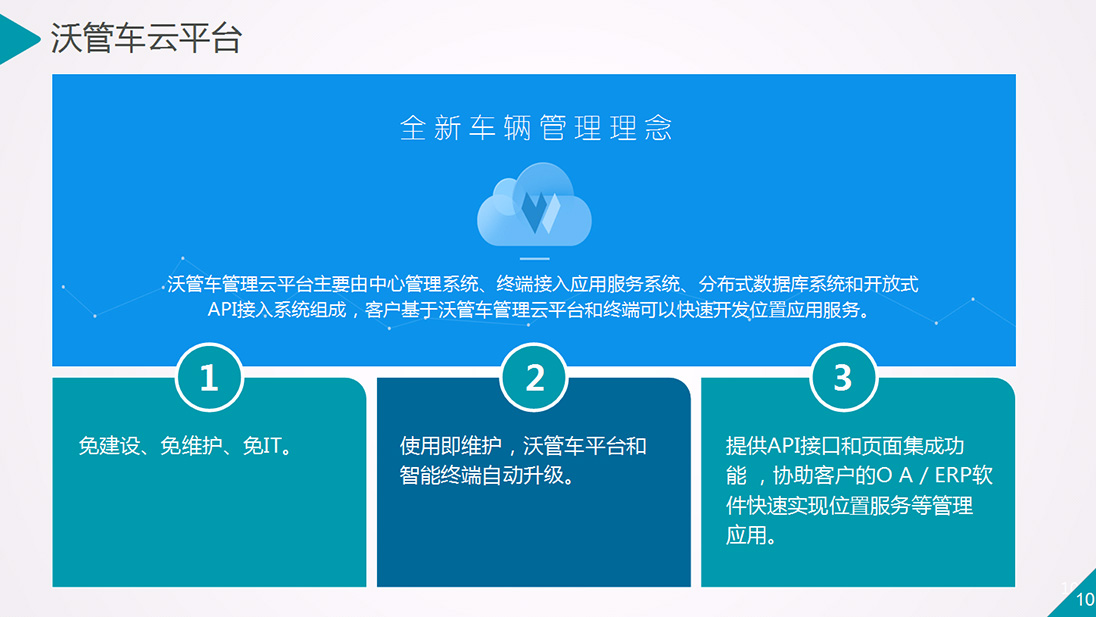 沃管车云平台
全新车辆管理理念
沃管车管理云平台主要由中心管理系统、终端接入应用服务系统、分布式数据库系统和开放式
API接入系统组成，客户基于沃管车管理云平台和终端可以快速开发位置应用服务。
1
2
3
免建设、免维护、免IT。
使用即维护，沃管车平台和
智能终端自动升级。
提供API接口和页面集成功
能 ，协助客户的O A / ERP软
件快速实现位置服务等管理
应用。
10
10